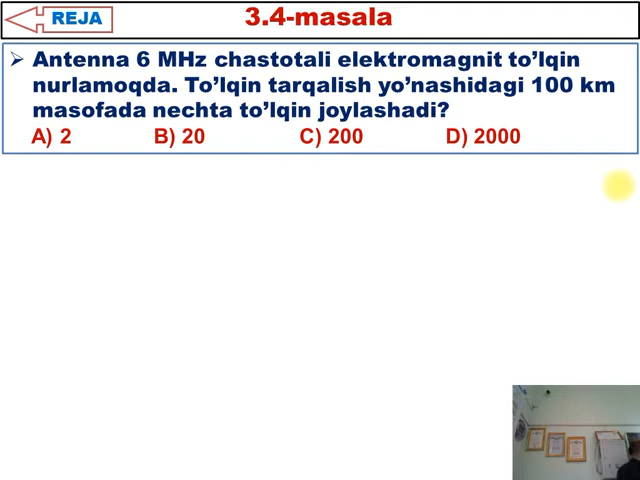 REJA
3.4-masala
Antenna 6 MHz chastotali elektromagnit to’lqin
nurlamoqda. To’lqin tarqalish yo’nashidagi 100 km
masofada nechta to’lqin joylashadi?
A) 2 B) 20 C) 200 D) 2000